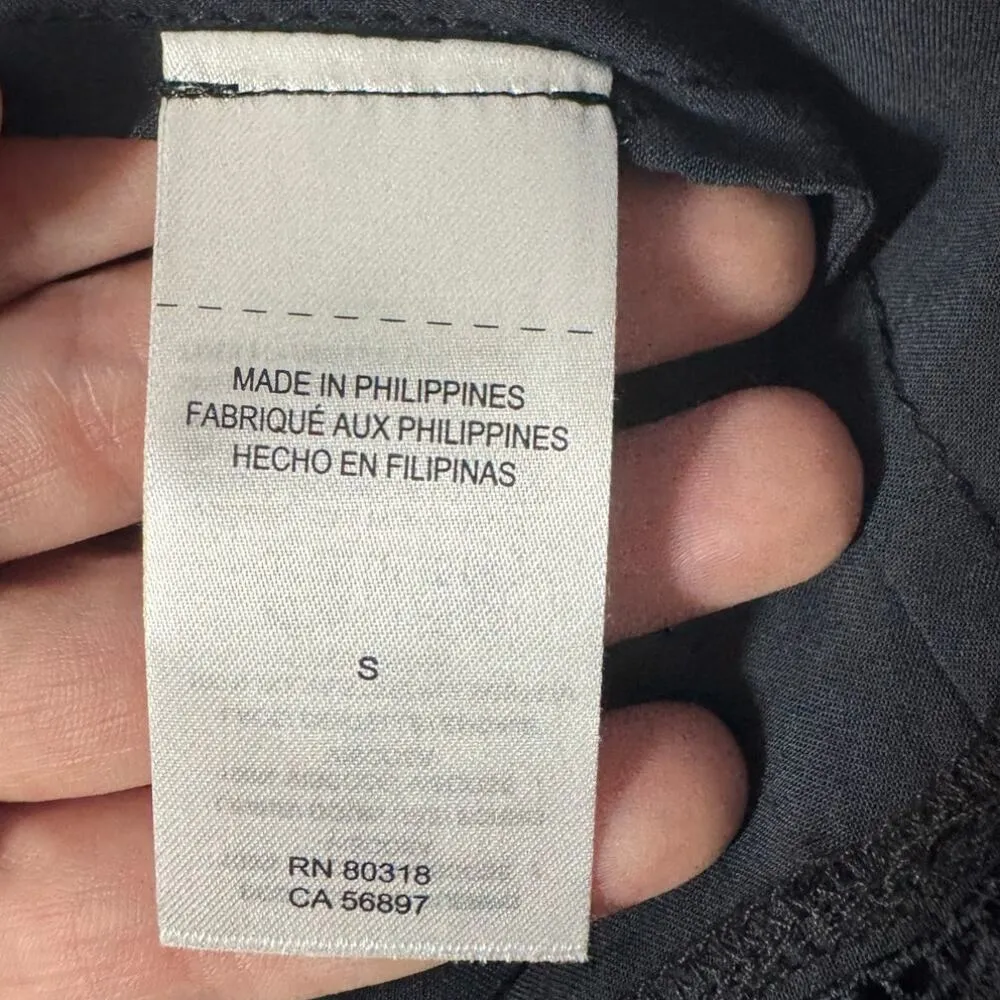 MADE IN PHILIPPINES
FABRIQUÉ AUX PHILIPPINES
HECHO EN FILIPINAS
S
RN 80318
CA 56897